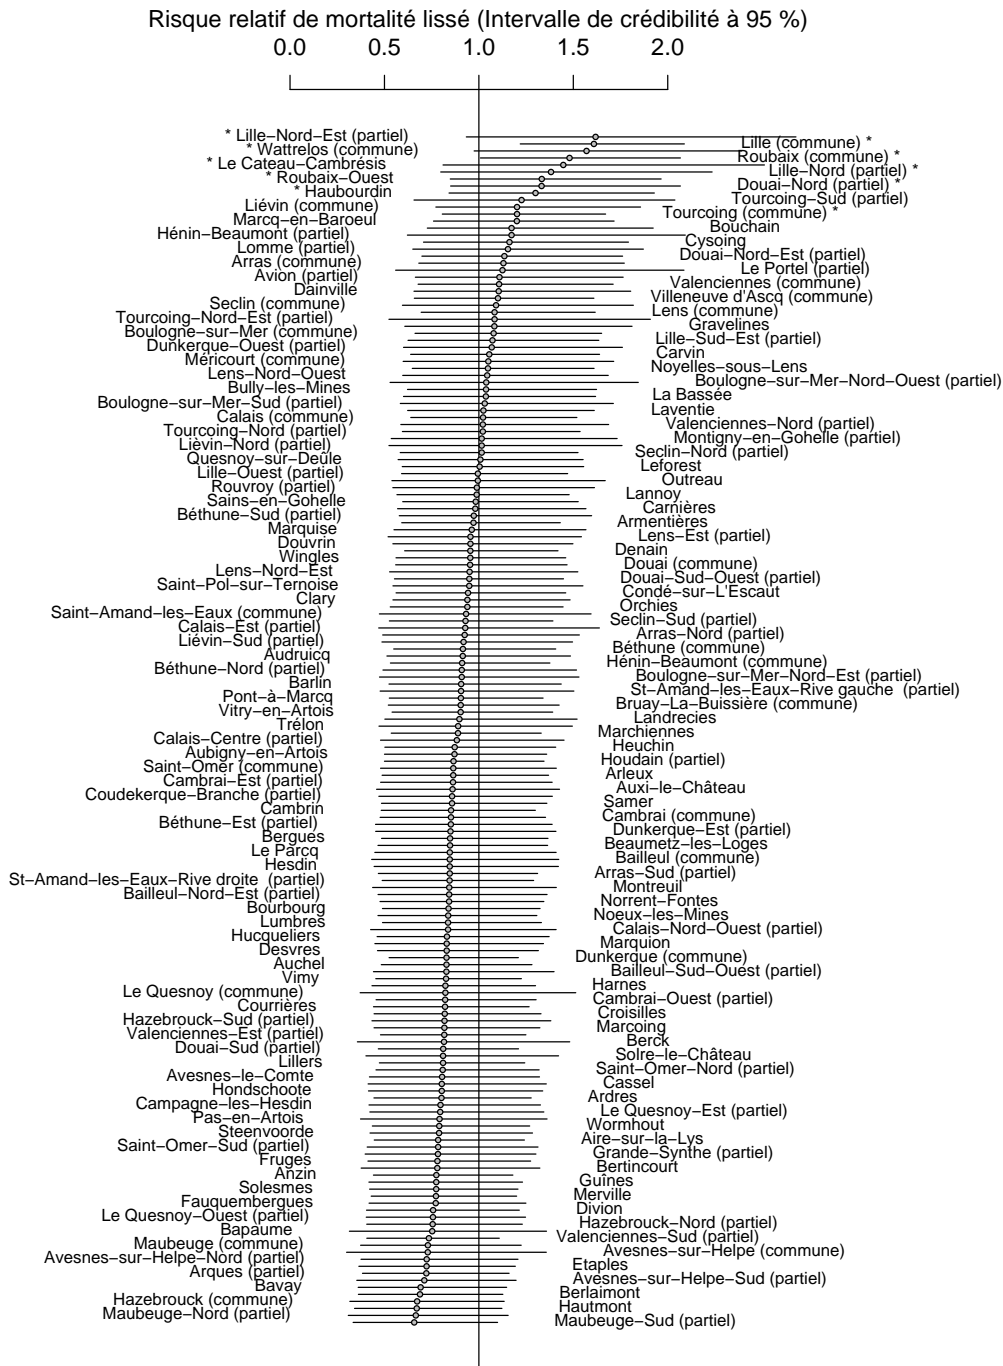 Risque relatif de mortalité lissé (Intervalle de crédibilité à 95 %)
0.0 0.5 1.0 1.5 2.0
* Lille−Nord−Est (partiel)
Lille (commune) *
* Wattrelos (commune)
Roubaix (commune) *
* Le Cateau−Cambrésis
Lille−Nord (partiel) *
* Roubaix−Ouest
Douai−Nord (partiel) *
* Haubourdin
Tourcoing−Sud (partiel)
Liévin (commune)
Tourcoing (commune) *
Marcq−en−Baroeul
Bouchain
Hénin−Beaumont (partiel)
Cysoing
Lomme (partiel)
Douai−Nord−Est (partiel)
Arras (commune)
Le Portel (partiel)
Avion (partiel)
Valenciennes (commune)
Dainville
Villeneuve d'Ascq (commune)
Seclin (commune)
Lens (commune)
Tourcoing−Nord−Est (partiel)
Gravelines
Boulogne−sur−Mer (commune)
Lille−Sud−Est (partiel)
Dunkerque−Ouest (partiel)
Carvin
Méricourt (commune)
Noyelles−sous−Lens
Lens−Nord−Ouest
Boulogne−sur−Mer−Nord−Ouest (partiel)
Bully−les−Mines
La Bassée
Boulogne−sur−Mer−Sud (partiel)
Laventie
Calais (commune)
Valenciennes−Nord (partiel)
Tourcoing−Nord (partiel)
Montigny−en−Gohelle (partiel)
Lièvin−Nord (partiel)
Seclin−Nord (partiel)
Quesnoy−sur−Deûle
Leforest
Lille−Ouest (partiel)
Outreau
Rouvroy (partiel)
Lannoy
Sains−en−Gohelle
Carnières
Béthune−Sud (partiel)
Armentières
Marquise
Lens−Est (partiel)
Douvrin
Denain
Wingles
Douai (commune)
Lens−Nord−Est
Douai−Sud−Ouest (partiel)
Saint−Pol−sur−Ternoise
Condé−sur−L'Escaut
Clary
Orchies
Saint−Amand−les−Eaux (commune)
Seclin−Sud (partiel)
Calais−Est (partiel)
Arras−Nord (partiel)
Liévin−Sud (partiel)
Béthune (commune)
Audruicq
Hénin−Beaumont (commune)
Béthune−Nord (partiel)
Boulogne−sur−Mer−Nord−Est (partiel)
Barlin
St−Amand−les−Eaux−Rive gauche  (partiel)
Pont−à−Marcq
Bruay−La−Buissière (commune)
Vitry−en−Artois
Landrecies
Trélon
Marchiennes
Calais−Centre (partiel)
Heuchin
Aubigny−en−Artois
Houdain (partiel)
Saint−Omer (commune)
Arleux
Cambrai−Est (partiel)
Auxi−le−Château
Coudekerque−Branche (partiel)
Samer
Cambrin
Cambrai (commune)
Béthune−Est (partiel)
Dunkerque−Est (partiel)
Bergues
Beaumetz−les−Loges
Le Parcq
Bailleul (commune)
Hesdin
Arras−Sud (partiel)
St−Amand−les−Eaux−Rive droite  (partiel)
Montreuil
Bailleul−Nord−Est (partiel)
Norrent−Fontes
Bourbourg
Noeux−les−Mines
Lumbres
Calais−Nord−Ouest (partiel)
Hucqueliers
Marquion
Desvres
Dunkerque (commune)
Auchel
Bailleul−Sud−Ouest (partiel)
Vimy
Harnes
Le Quesnoy (commune)
Cambrai−Ouest (partiel)
Courrières
Croisilles
Hazebrouck−Sud (partiel)
Marcoing
Valenciennes−Est (partiel)
Berck
Douai−Sud (partiel)
Solre−le−Château
Lillers
Saint−Omer−Nord (partiel)
Avesnes−le−Comte
Cassel
Hondschoote
Ardres
Campagne−les−Hesdin
Le Quesnoy−Est (partiel)
Pas−en−Artois
Wormhout
Steenvoorde
Aire−sur−la−Lys
Saint−Omer−Sud (partiel)
Grande−Synthe (partiel)
Fruges
Bertincourt
Anzin
Guînes
Solesmes
Merville
Fauquembergues
Divion
Le Quesnoy−Ouest (partiel)
Hazebrouck−Nord (partiel)
Bapaume
Valenciennes−Sud (partiel)
Maubeuge (commune)
Avesnes−sur−Helpe (commune)
Avesnes−sur−Helpe−Nord (partiel)
Etaples
Arques (partiel)
Avesnes−sur−Helpe−Sud (partiel)
Bavay
Berlaimont
Hazebrouck (commune)
Hautmont
Maubeuge−Nord (partiel)
Maubeuge−Sud (partiel)